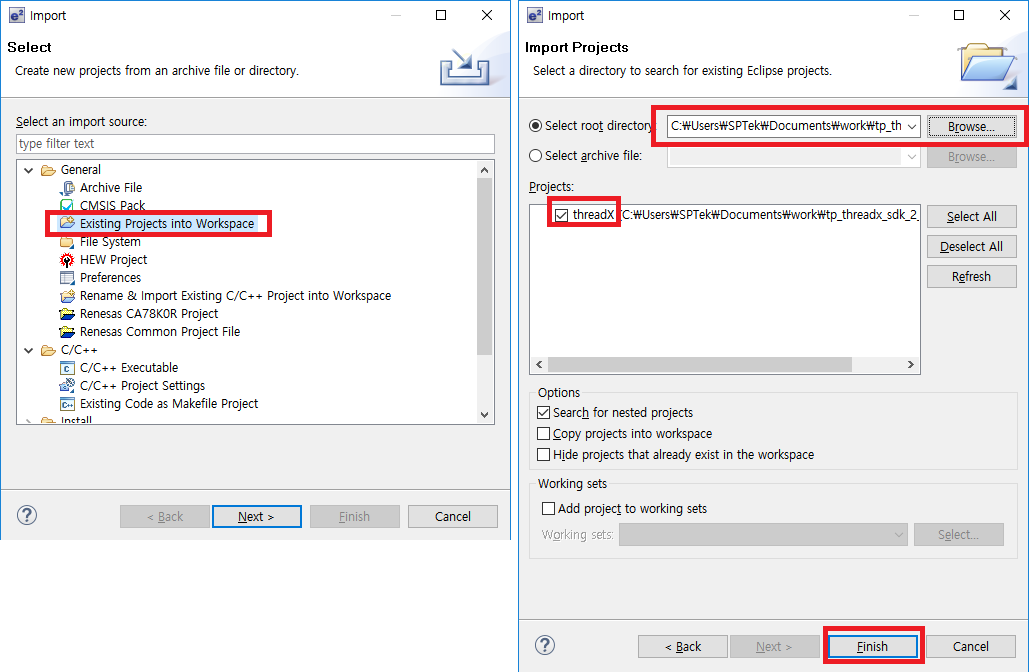 Import
Select
Create new projects from an archive file or directory.
Select an import source:
type filter text
General
Archive File
CMSIS Pack
Existing Projects into Workspace
File System
HEW Project
Preferences
Rename & Import Existing C/C++ Project into Workspace
Renesas CA78K0R Project
Renesas Common Project File
C/C++
C/C++ Executable
C/C++ Project Settings
Existing Code as Makefile Project
Install
?
< Back
Next >
Finish
Cancel
Import
Import Projects
Select a directory to search for existing Eclipse projects.
Select root directory: C:₩Users₩SPTek₩Documents₩work₩tp_th Browse...
Select archive file: Browse...
Projects:
threadX (C:₩Users₩SPTek₩Documents₩work₩tp_threadx_sdk_2_
Select All
Deselect All
Refresh
Options
Search for nested projects
Copy projects into workspace
Hide projects that already exist in the workspace
Working sets
Add project to working sets
Working sets: Select...
?
< Back
Next >
Finish
Cancel